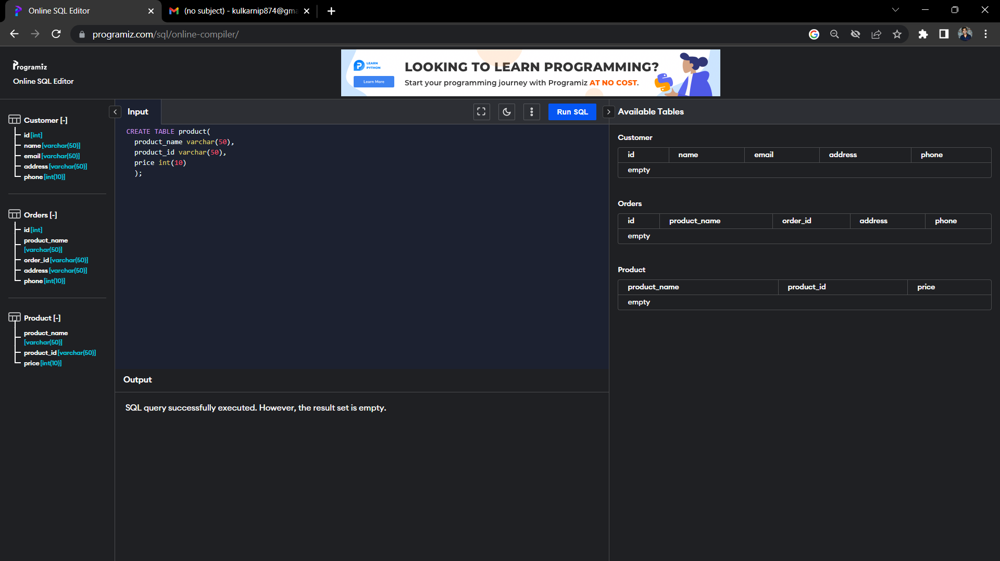 Online SQL Editor
(no subject) - kulkarnip874@gma
programiz.com/sql/online-compiler/
Programiz
Online SQL Editor
LEARN
PYTHON
Learn More
LOOKING TO LEARN PROGRAMMING?
Start your programming journey with Programiz AT NO COST.
Customer [-]
id [int]
name [varchar(50)]
email [varchar(50)]
address [varchar(50)]
phone [int(10)]
Orders [-]
id [int]
product_name
[varchar(50)]
order_id [varchar(50)]
address [varchar(50)]
phone [int(10)]
Product [-]
product_name
[varchar(50)]
product_id [varchar(50)]
price [int(10)]
Input
Run SQL
CREATE TABLE product(
product_name varchar(50),
product_id varchar(50),
price int(10)
);
Output
SQL query successfully executed. However, the result set is empty.
Available Tables
Customer
id name email address phone
empty
Orders
id product_name order_id address phone
empty
Product
product_name product_id price
empty